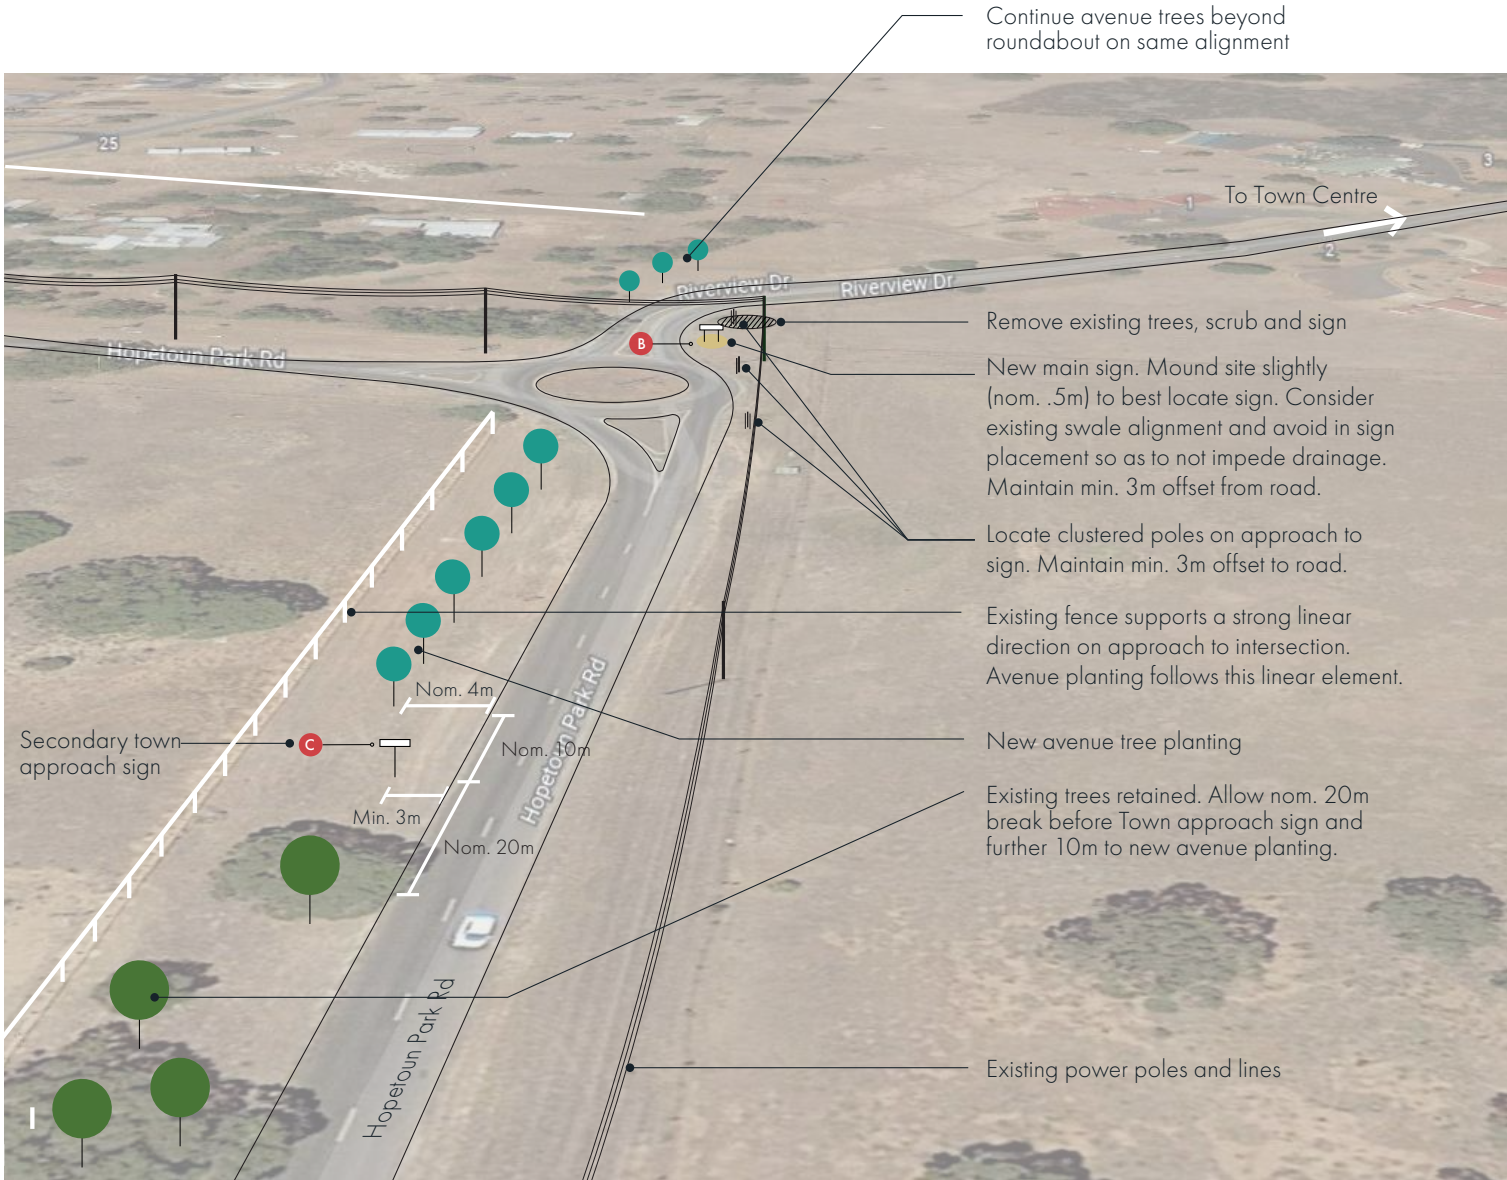 Continue avenue trees beyond
roundabout on same alignment
25
3
To Town Centre
1
2
Riverview Dr
Riverview Dr
Remove existing trees, scrub and sign
B
Hopetoun Park Rd
New main sign. Mound site slightly
(nom. .5m) to best locate sign. Consider
existing swale alignment and avoid in sign
placement so as to not impede drainage.
Maintain min. 3m offset from road.
Locate clustered poles on approach to
sign. Maintain min. 3m offset to road.
Existing fence supports a strong linear
direction on approach to intersection.
Avenue planting follows this linear element.
Nom. 4m
Hopetoun Park Rd
Secondary town
approach sign
C
Nom. 10m
New avenue tree planting
Min. 3m
Nom. 20m
Existing trees retained. Allow nom. 20m
break before Town approach sign and
further 10m to new avenue planting.
Hopetoun Park Rd
Existing power poles and lines